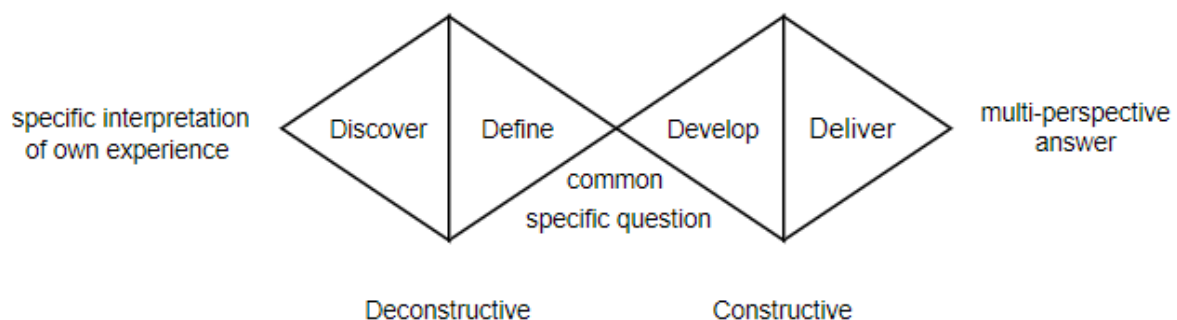 specific interpretation
of own experience
Discover
Define
Develop
Deliver
multi-perspective
answer
common
specific question
Deconstructive
Constructive